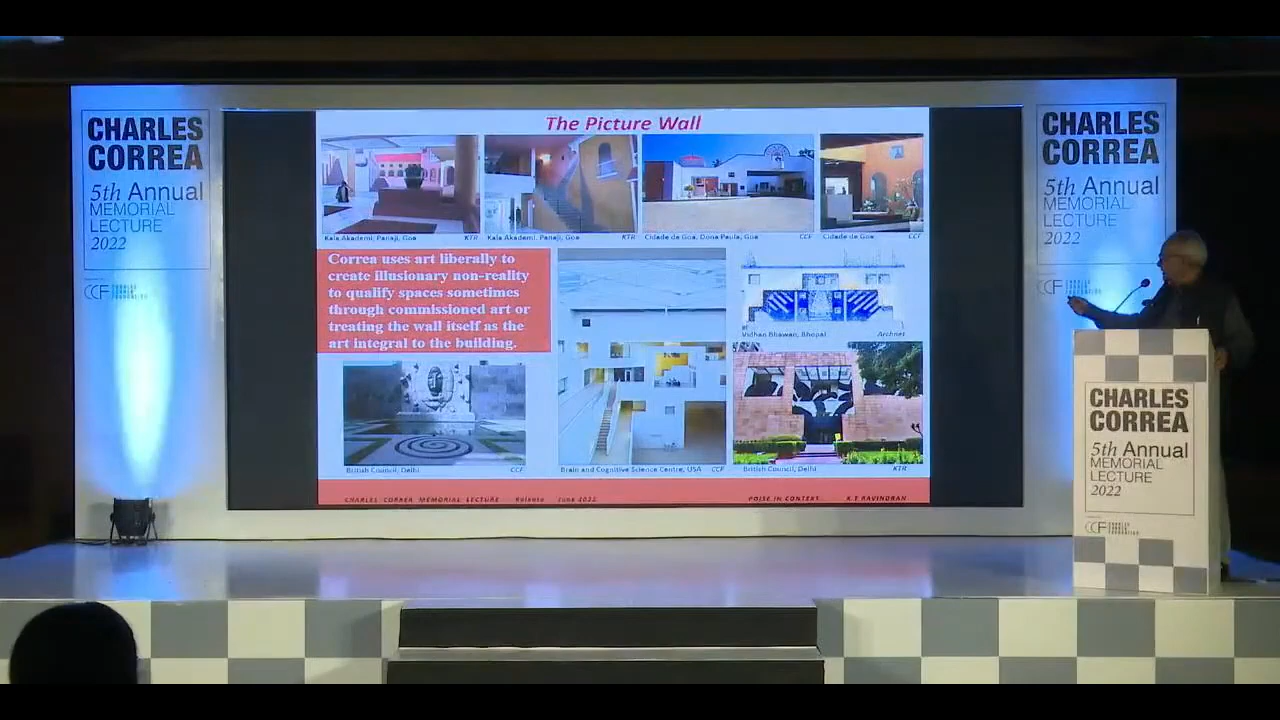 CHARLES
CORREA
5th Annual
MEMORIAL
LECTURE
2022
CCF
The Picture Wall
Kala Akademi, Panaji, Goa KTR
Kala Akademi, Panaji, Goa KTR
Cidade de Goa, Dona Paula, Goa CCF
Cidade de Goa CCF
Correa uses art liberally to
create illusionary non-reality
to qualify spaces sometimes
through commissioned art or
treating the wall itself as the
art integral to the building.
Vidhan Bhawan, Bhopal Archnet
British Council, Delhi CCF
Brain and Cognitive Science Centre, USA CCF
British Council, Delhi KTR
CHARLES CORREA MEMORIAL LECTURE Kolkata June 2022
POISE IN CONTEXT... K T RAVINDRAN
CHARLES
CORREA
5th Annual
MEMORIAL
LECTURE
2022
CCF
CHARLES
CORREA
5th Annual
MEMORIAL
LECTURE
2022
CCF